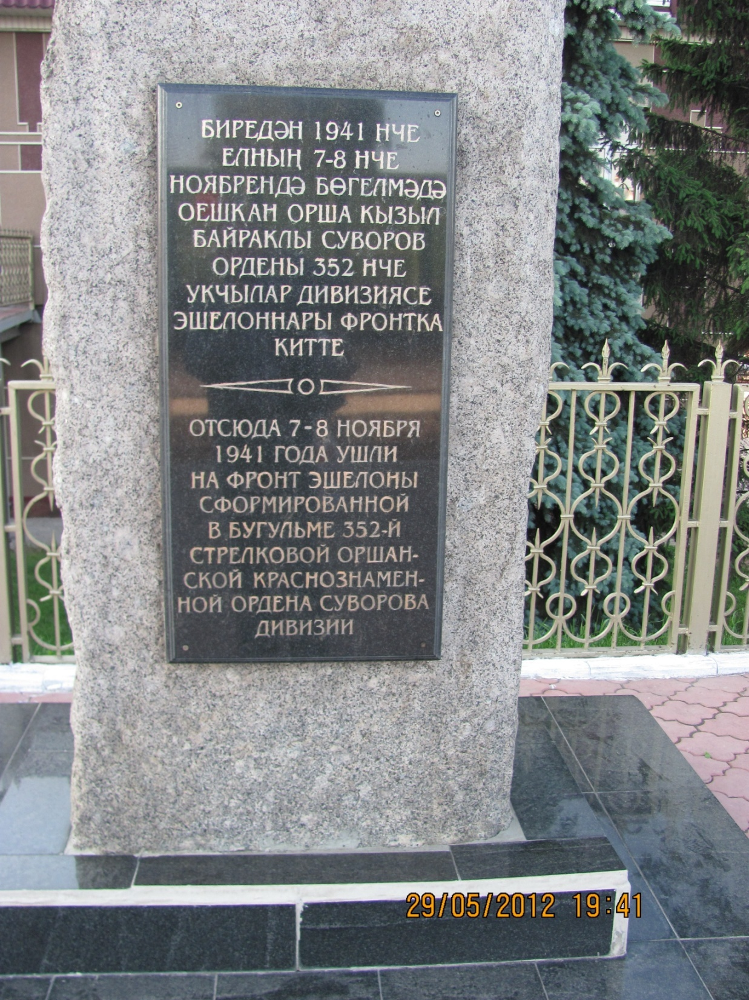 БИРЕДӘН 1941 НЧЕ
ЕЛНЫҢ 7-8 НЧЕ
НОЯБРЕНДӘ БӨГЕЛМӘДӘ
ОЕШКАН ОРША КЫЗЫЛ
БАЙРАКЛЫ СУВОРОВ
ОРДЕНЫ 352 НЧЕ
УКЧЫЛАР ДИВИЗИЯСЕ
ЭШЕЛОННАРЫ ФРОНТКА
КИТТЕ
ОТСЮДА 7-8 НОЯБРЯ
1941 ГОДА УШЛИ
НА ФРОНТ ЭШЕЛОНЫ
СФОРМИРОВАННОЙ
В БУГУЛЬМЕ 352-Й
СТРЕЛКОВОЙ ОРШАН-
СКОЙ КРАСНОЗНАМЕН-
НОЙ ОРДЕНА СУВОРОВА
ДИВИЗИИ
29/05/2012 19:41